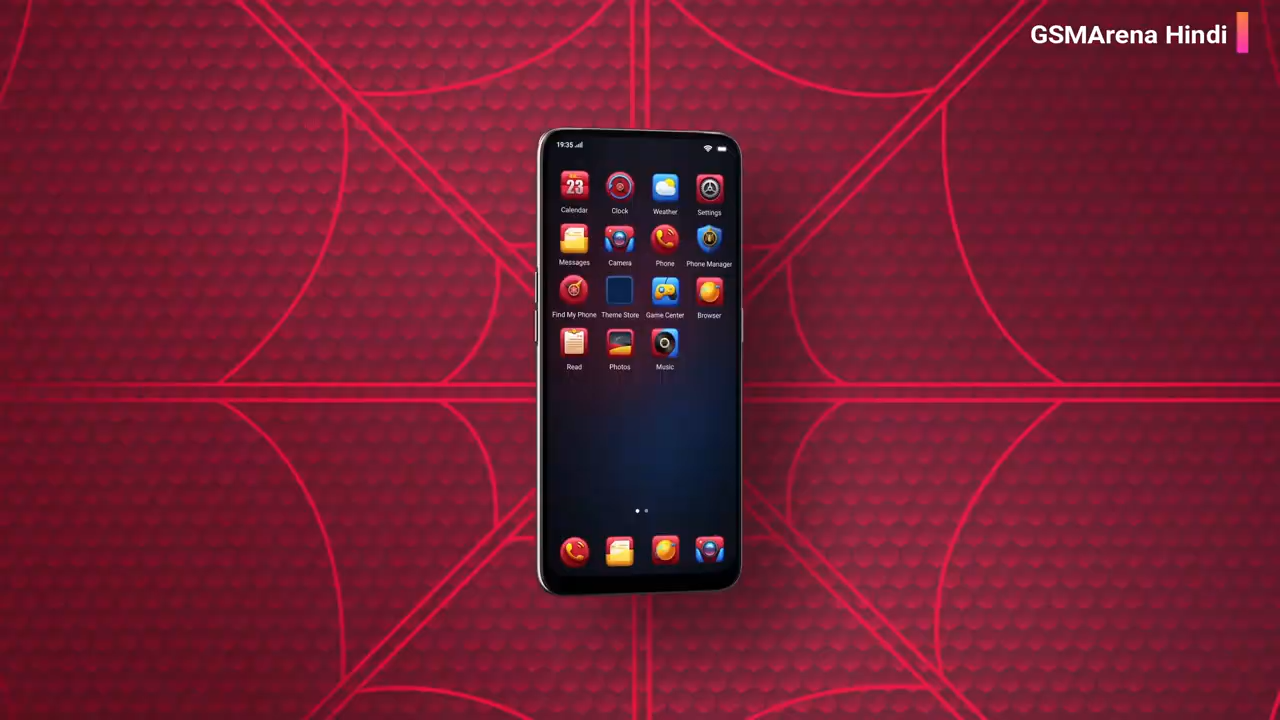 GSMArena Hindi
19:35
23
Calendar Clock Weather Settings
Messages Camera Phone Phone Manager
Find My Phone Theme Store Game Center Browser
Read Photos Music